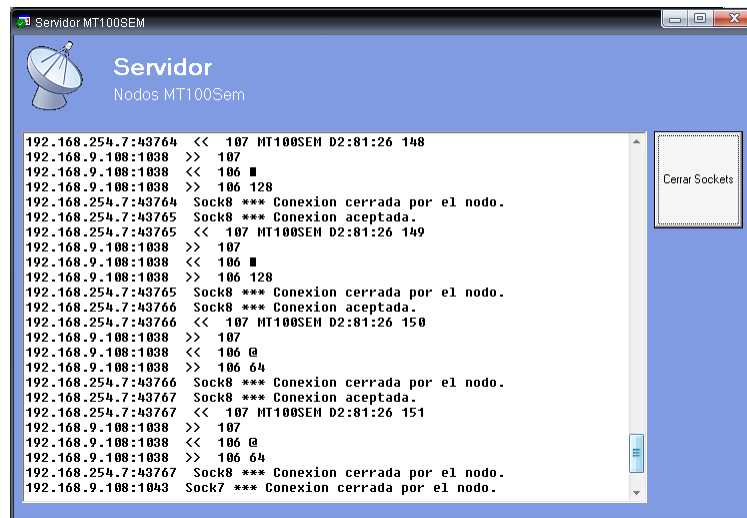 Servidor MT100SEM
Servidor
Nodos MT100Sem
192.168.254.7:43764 << 107 MT100SEM D2:81:26 148
192.168.9.108:1038 >> 107
192.168.9.108:1038 << 106 ∎
192.168.9.108:1038 >> 106 128
192.168.254.7:43764 Sock8 *** Conexion cerrada por el nodo.
192.168.254.7:43765 Sock8 *** Conexion aceptada.
192.168.254.7:43765 << 107 MT100SEM D2:81:26 149
192.168.9.108:1038 >> 107
192.168.9.108:1038 << 106 ∎
192.168.9.108:1038 >> 106 128
192.168.254.7:43765 Sock8 *** Conexion cerrada por el nodo.
192.168.254.7:43766 Sock8 *** Conexion aceptada.
192.168.254.7:43766 << 107 MT100SEM D2:81:26 150
192.168.9.108:1038 >> 107
192.168.9.108:1038 << 106 @
192.168.9.108:1038 >> 106 64
192.168.254.7:43766 Sock8 *** Conexion cerrada por el nodo.
192.168.254.7:43767 Sock8 *** Conexion aceptada.
192.168.254.7:43767 << 107 MT100SEM D2:81:26 151
192.168.9.108:1038 >> 107
192.168.9.108:1038 << 106 @
192.168.9.108:1038 >> 106 64
192.168.254.7:43767 Sock8 *** Conexion cerrada por el nodo.
192.168.9.108:1043 Sock7 *** Conexion cerrada por el nodo.
Cerrar Sockets